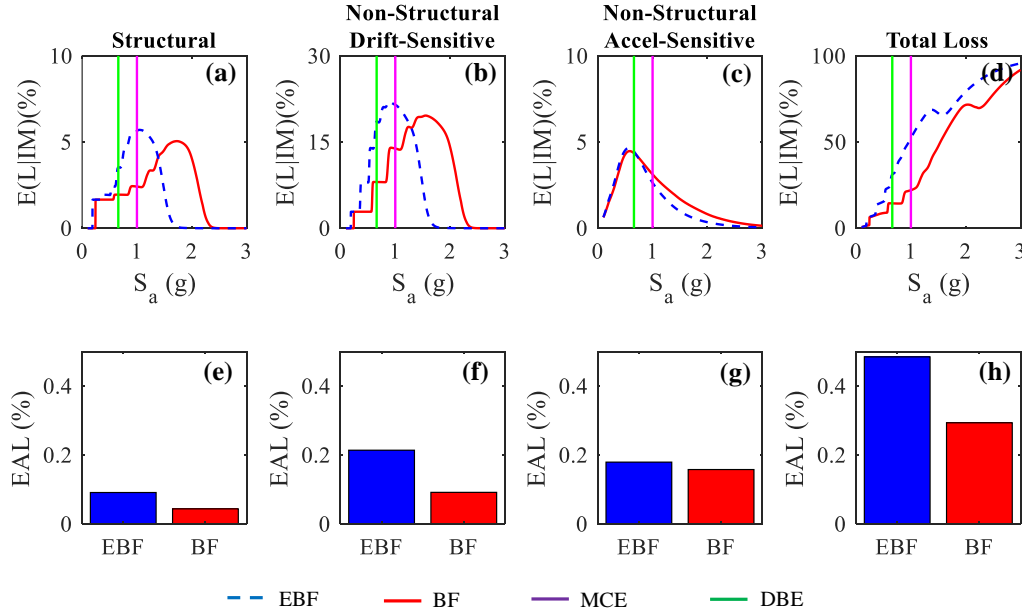 Structural
Non-Structural
Drift-Sensitive
Non-Structural
Accel-Sensitive
Total Loss
(a)
(b)
(c)
(d)
E(L|IM)(%)
10
5
0
0 1 2 3
S_a (g)
E(L|IM)(%)
30
15
0
0 1 2 3
S_a (g)
E(L|IM)(%)
10
5
0
0 1 2 3
S_a (g)
E(L|IM)(%)
100
50
0
0 1 2 3
S_a (g)
(e)
EAL (%)
0.4
0.2
0
EBF BF
(f)
EAL (%)
0.4
0.2
0
EBF BF
(g)
EAL (%)
0.4
0.2
0
EBF BF
(h)
EAL (%)
0.4
0.2
0
EBF BF
EBF BF MCE DBE